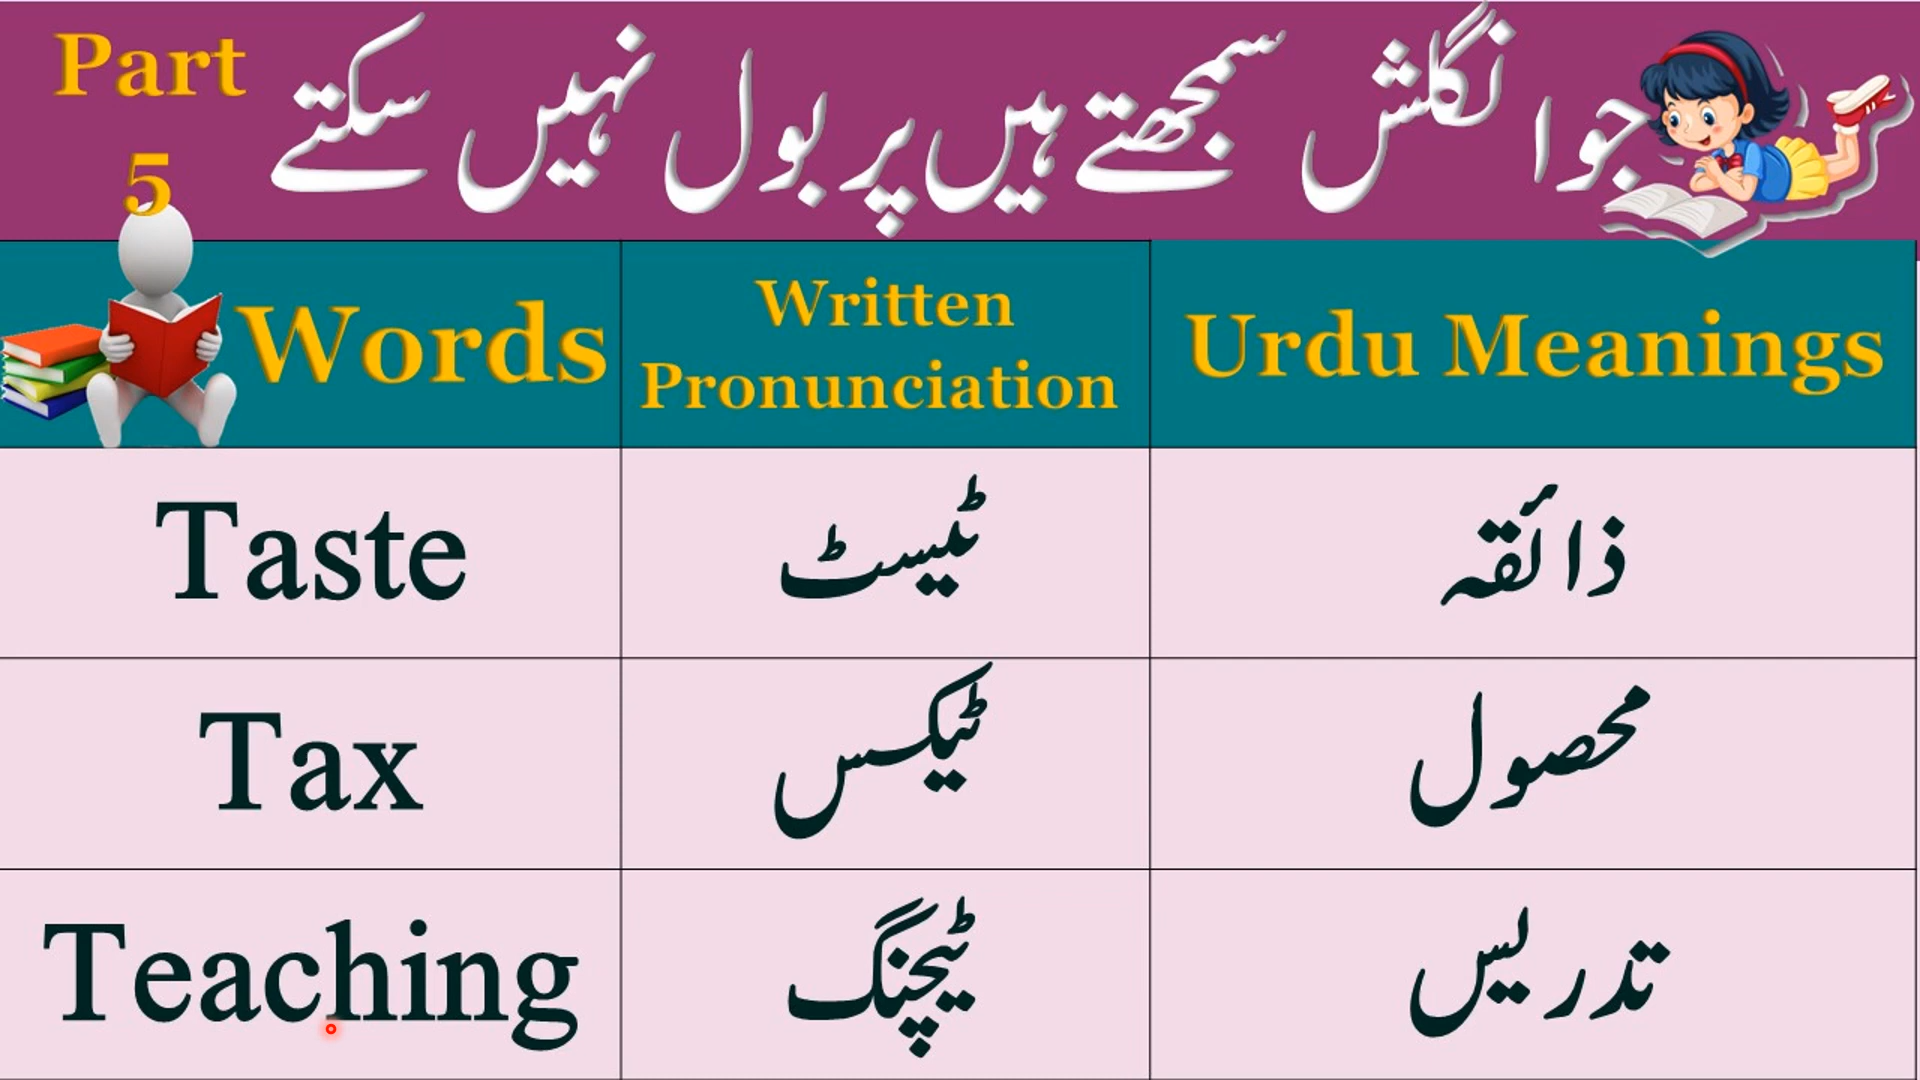 Part
5
جو انگلش سمجھتے ہیں پر بول نہیں سکتے
Words
Written
Pronunciation
Urdu Meanings
Taste
ٹیسٹ
ذائقہ
Tax
ٹیکس
محصول
Teaching
ٹیچنگ
تدریس